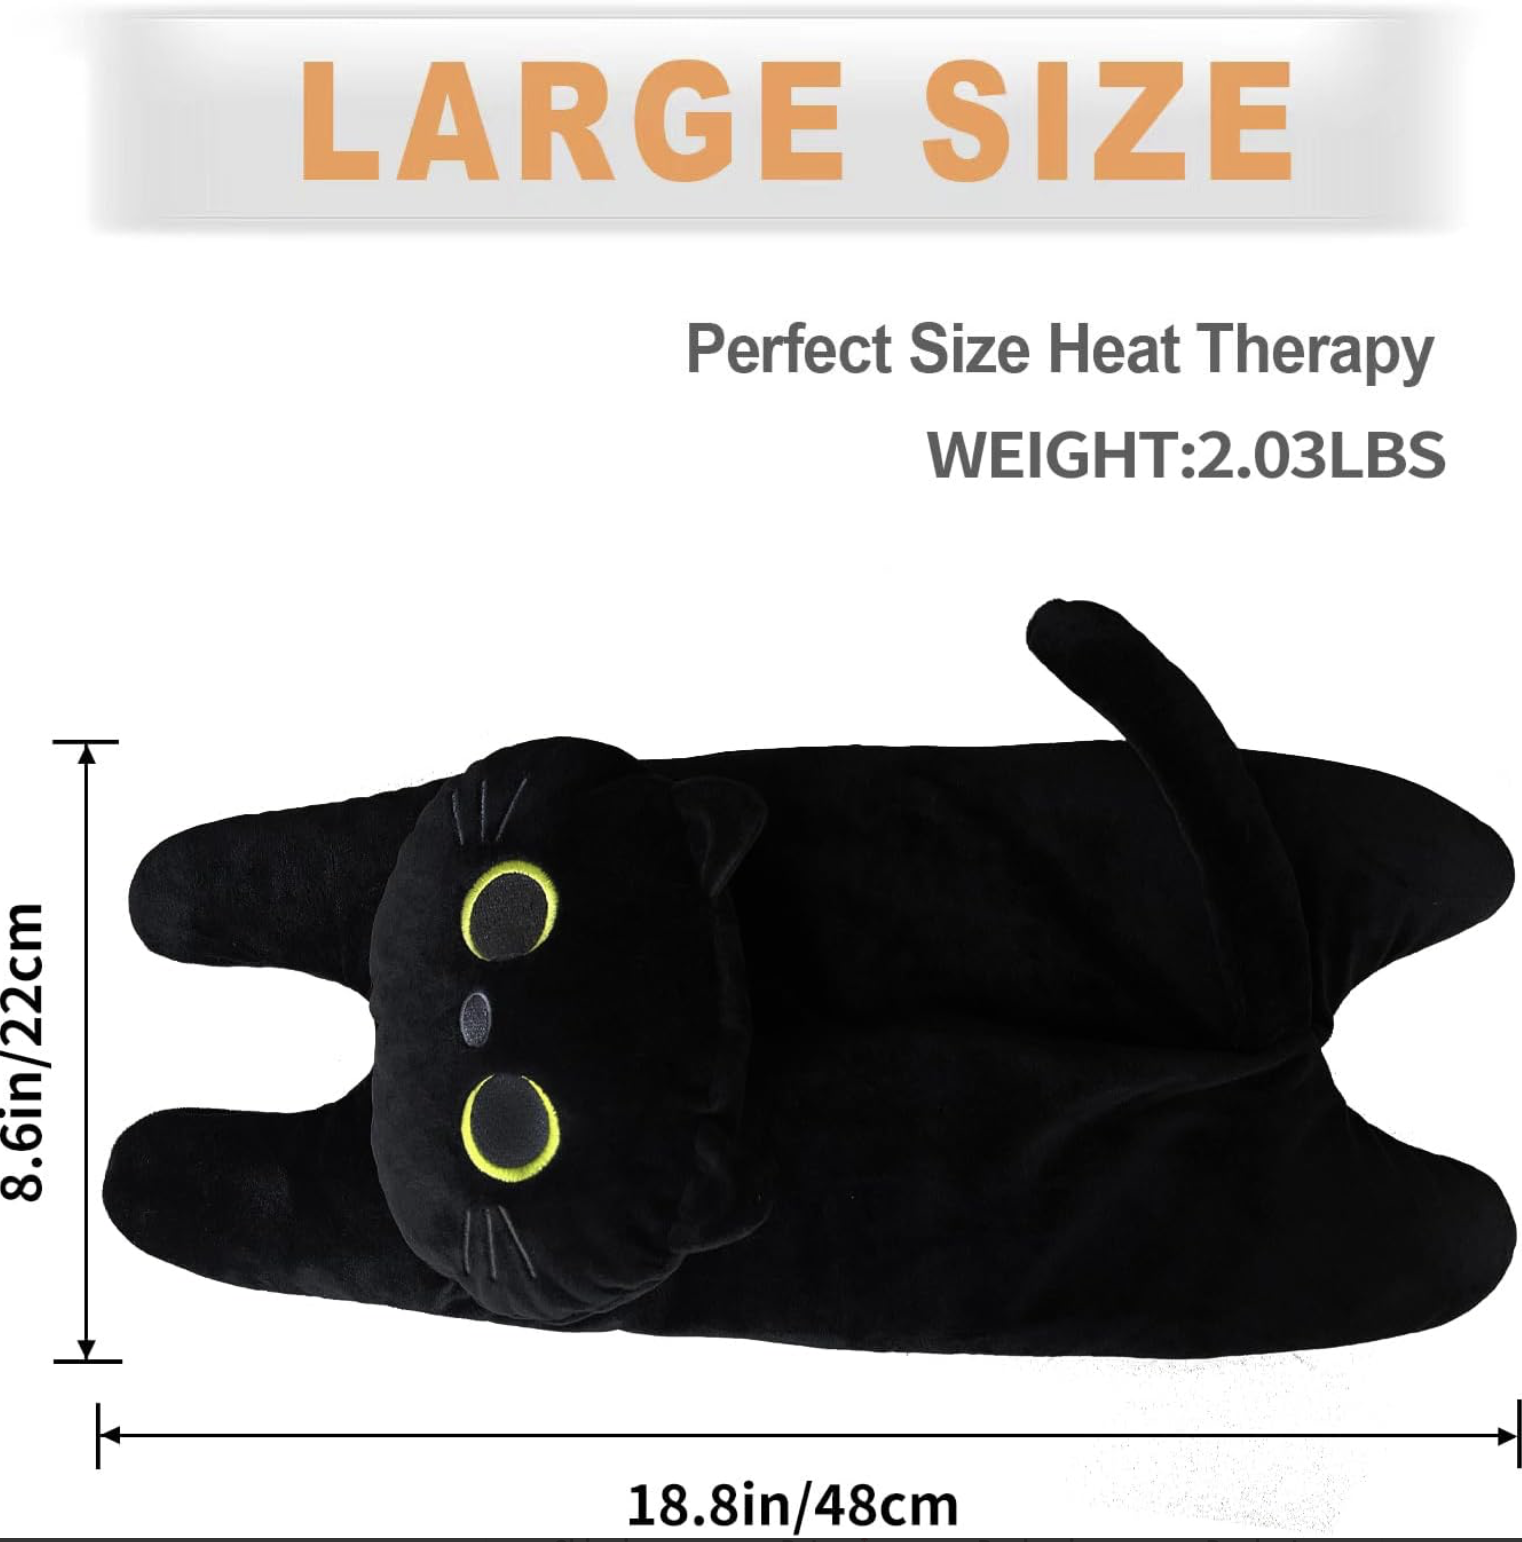 LARGE SIZE
Perfect Size Heat Therapy
WEIGHT:2.03LBS
8.6in/22cm
18.8in/48cm